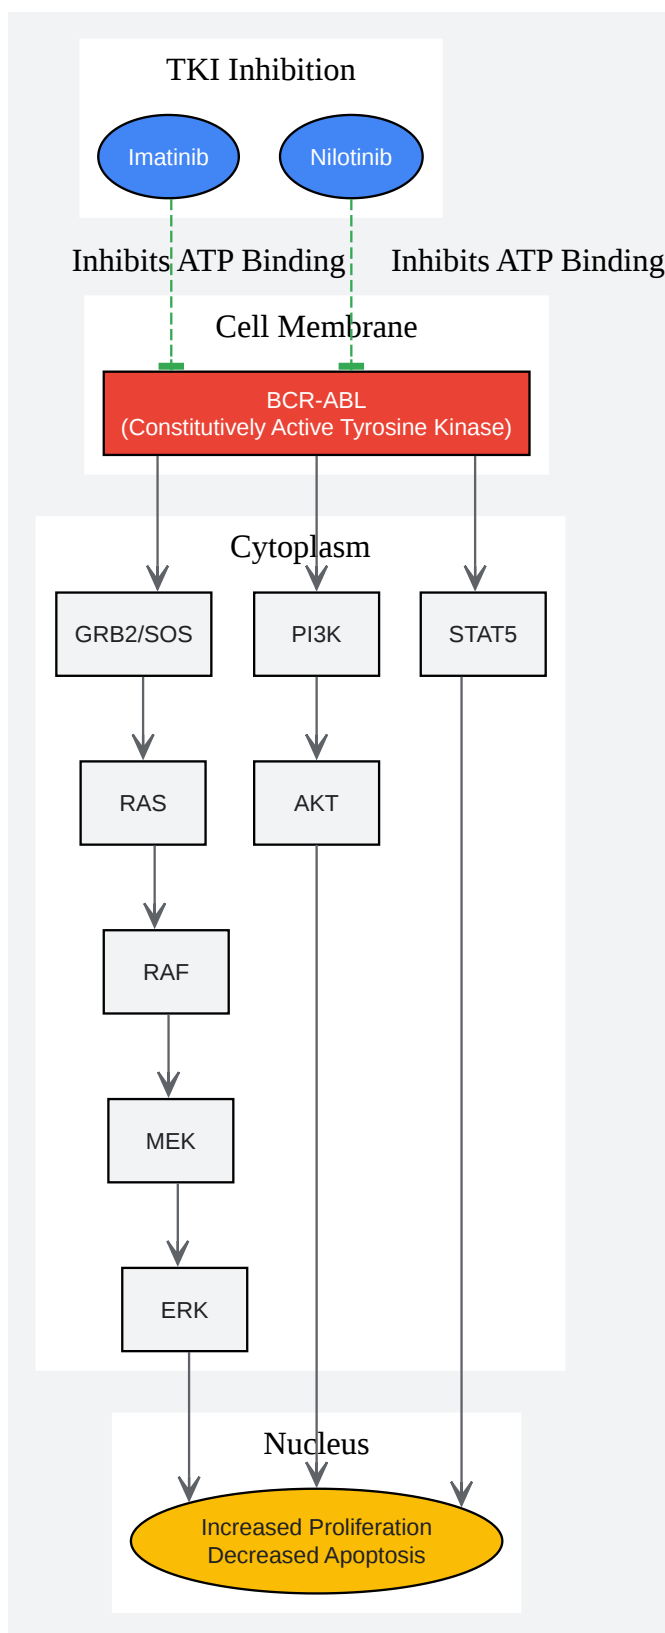 TKI Inhibition
Imatinib
Nilotinib
Inhibits ATP Binding
Inhibits ATP Binding
Cell Membrane
BCR-ABL
(Constitutively Active Tyrosine Kinase)
Cytoplasm
GRB2/SOS
PI3K
STAT5
RAS
AKT
RAF
MEK
ERK
Nucleus
Increased Proliferation
Decreased Apoptosis